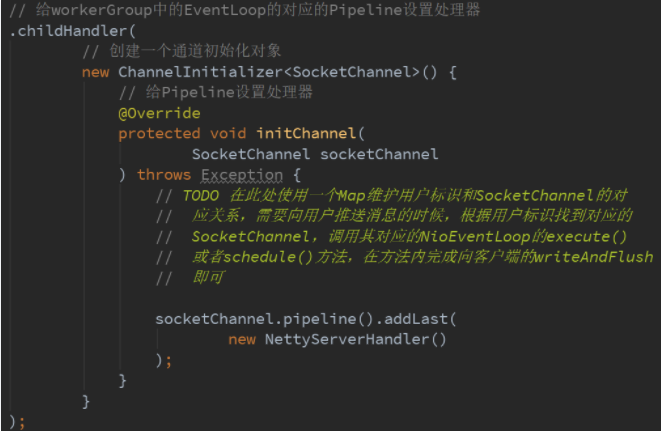 // 给workerGroup中的EventLoop的对应的Pipeline设置处理器
.childHandler(
// 创建一个通道初始化对象
new ChannelInitializer<SocketChannel>() {
// 给Pipeline设置处理器
@Override
protected void initChannel(
SocketChannel socketChannel
) throws Exception {
// TODO 在此处使用一个Map维护用户标识和SocketChannel的对
// 应关系，需要向用户推送消息的时候，根据用户标识找到对应的
// SocketChannel，调用其对应的NioEventLoop的execute()
// 或者schedule()方法，在方法内完成向客户端的writeAndFlush
// 即可
socketChannel.pipeline().addLast(
new NettyServerHandler()
);
}
}
);